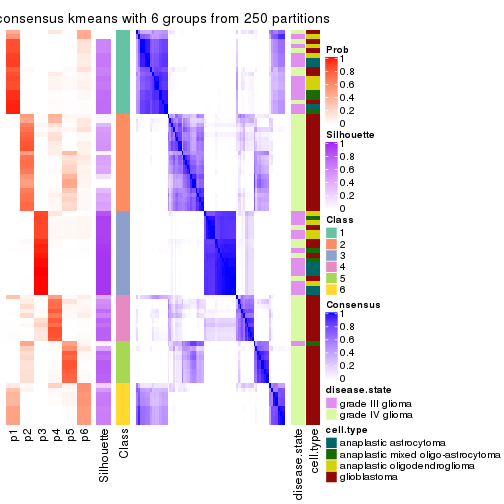 consensus kmeans with 6 groups from 250 partitions
Prob
1
0.8
0.6
0.4
0.2
0
Silhouette
1
0.8
0.6
0.4
0.2
0
Class
1
2
3
4
5
6
Consensus
1
0.8
0.6
0.4
0.2
0
disease.state
grade III glioma
grade IV glioma
cell.type
anaplastic astrocytoma
anaplastic mixed oligo-astrocytoma
anaplastic oligodendroglioma
glioblastoma
p1
p2
p3
p4
p5
p6
Silhouette
Class
disease.state
cell.type